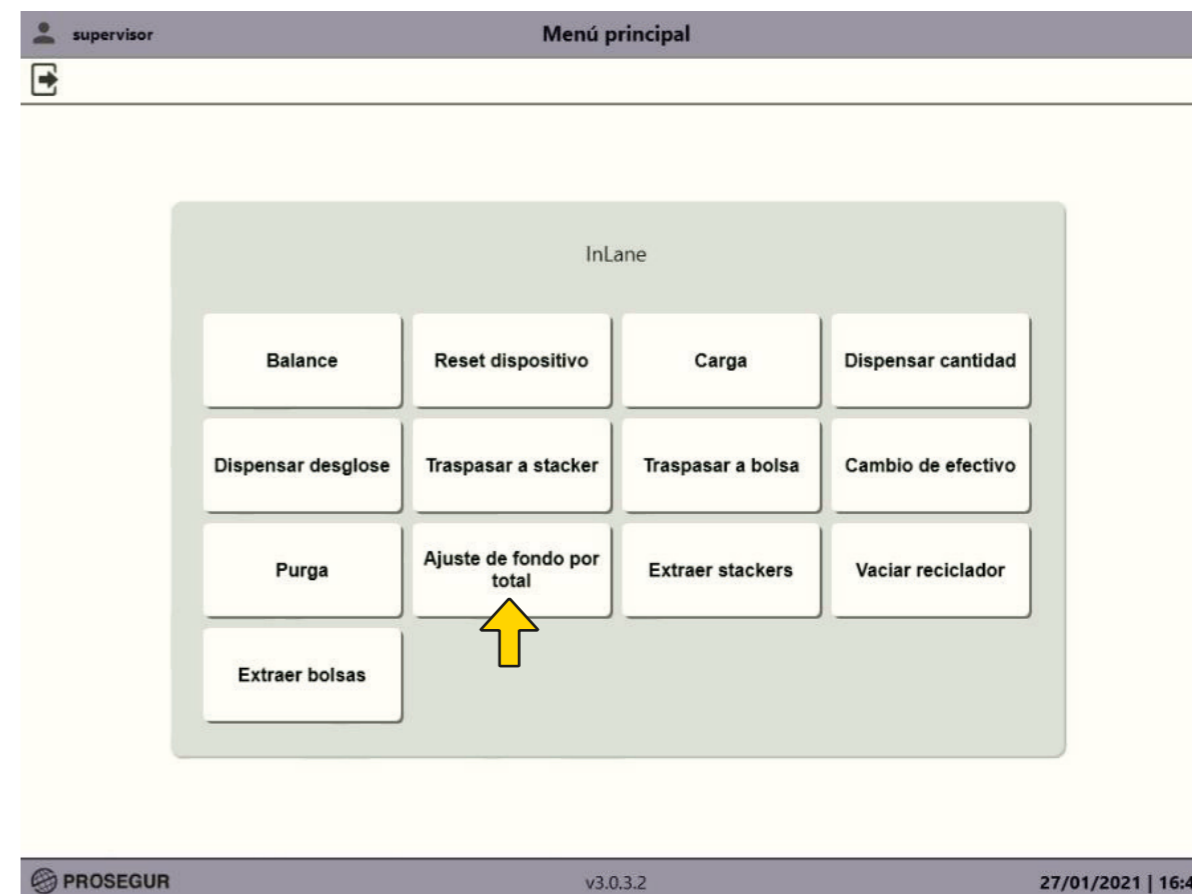 supervisor
Menú principal
InLane
Balance
Reset dispositivo
Carga
Dispensar cantidad
Dispensar desglose
Traspasar a stacker
Traspasar a bolsa
Cambio de efectivo
Purga
Ajuste de fondo por
total
Extraer stackers
Vaciar reciclador
Extraer bolsas
PROSEGUR
v3.0.3.2
27/01/2021 | 16:4